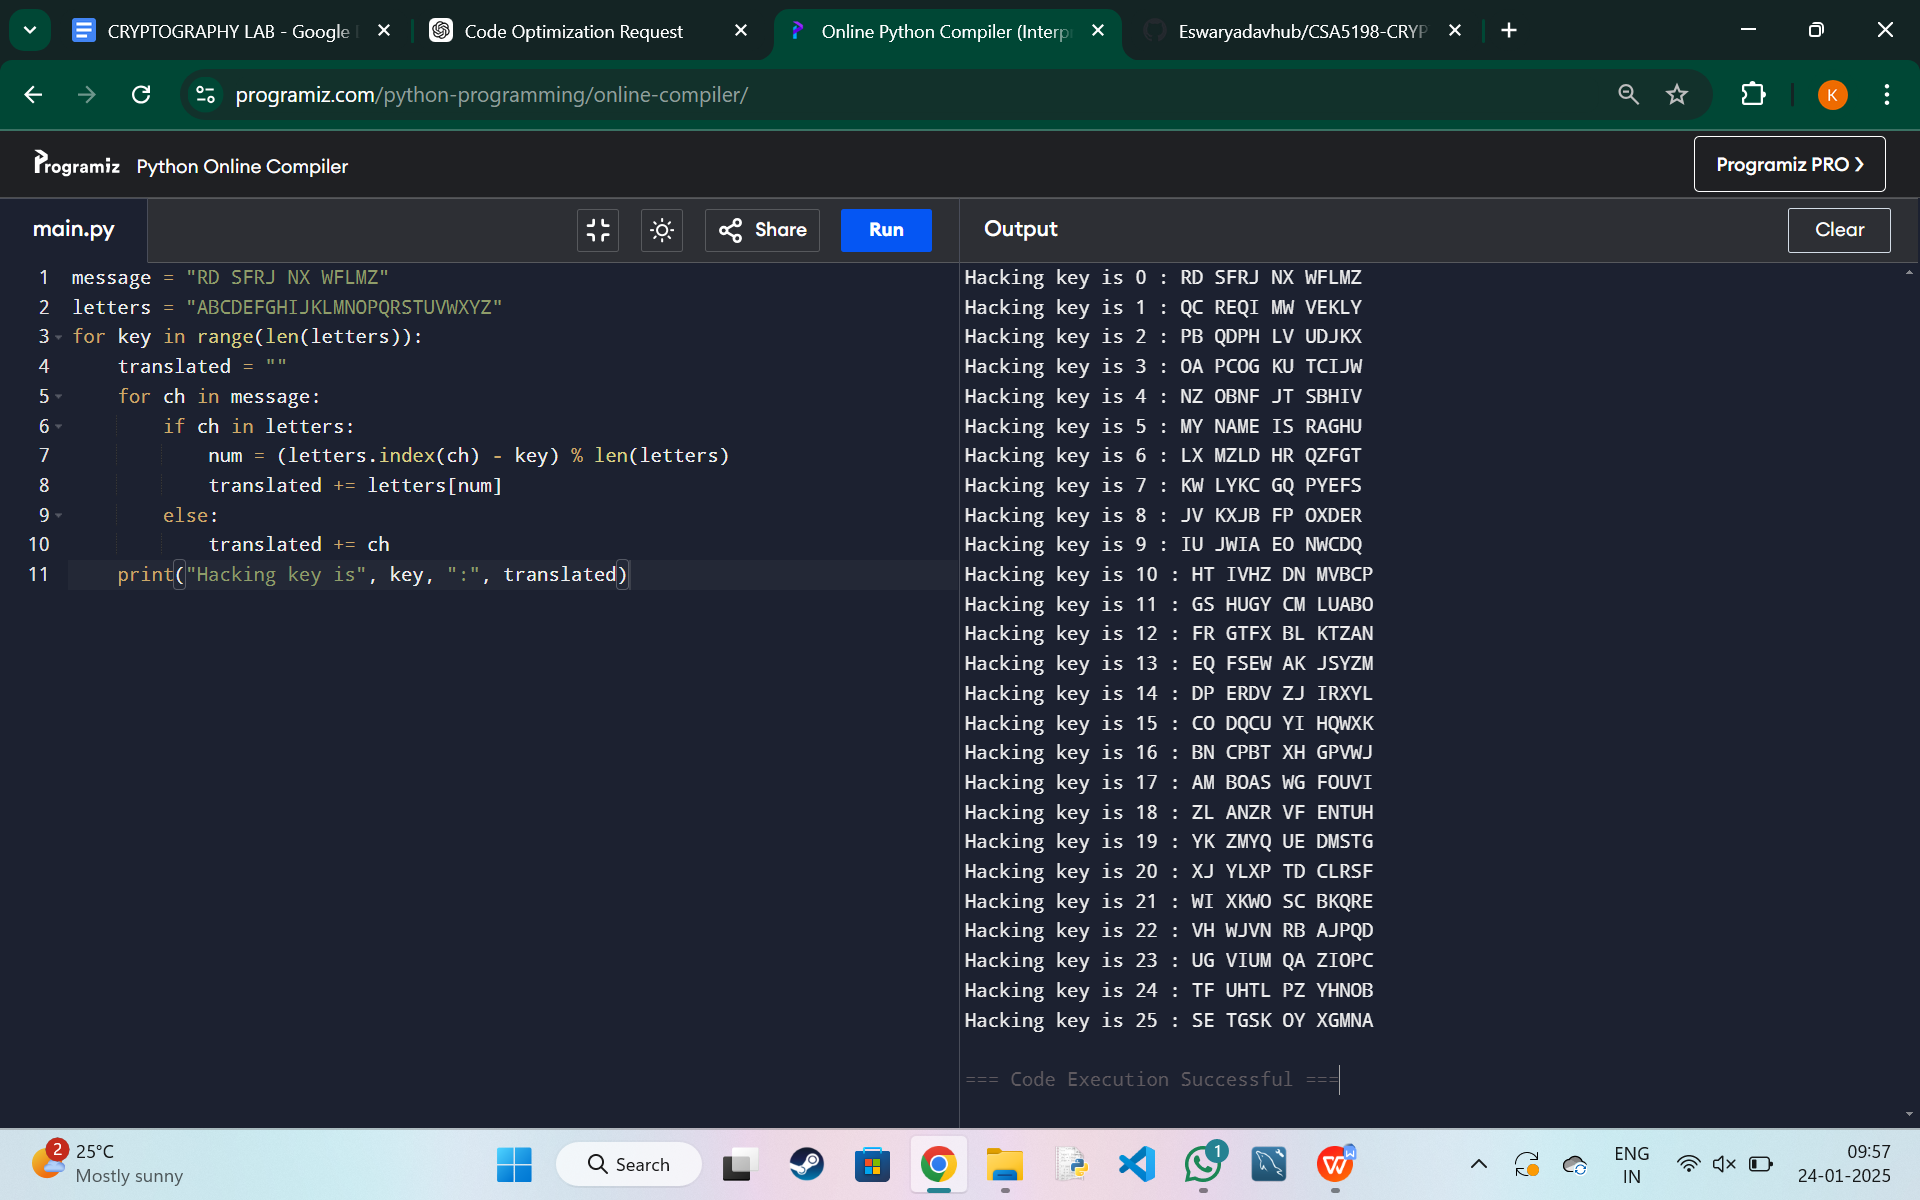 CRYPTOGRAPHY LAB - Google
Code Optimization Request
Online Python Compiler (Interp
Eswaryadavhub/CSA5198-CRYP
programiz.com/python-programming/online-compiler/
K
Programiz Python Online Compiler
Programiz PRO
main.py
Share
Run
Output
Clear
1 message = "RD SFRJ NX WFLMZ"
2 letters = "ABCDEFGHIJKLMNOPQRSTUVWXYZ"
3 for key in range(len(letters)):
4 translated = ""
5 for ch in message:
6 if ch in letters:
7 num = (letters.index(ch) - key) % len(letters)
8 translated += letters[num]
9 else:
10 translated += ch
11 print("Hacking key is", key, ":", translated)
Hacking key is 0 : RD SFRJ NX WFLMZ
Hacking key is 1 : QC REQI MW VEKLY
Hacking key is 2 : PB QDPH LV UDJKX
Hacking key is 3 : OA PCOG KU TCIJW
Hacking key is 4 : NZ OBNF JT SBHIV
Hacking key is 5 : MY NAME IS RAGHU
Hacking key is 6 : LX MZLD HR QZFGT
Hacking key is 7 : KW LYKC GQ PYEFS
Hacking key is 8 : JV KXJB FP OXDER
Hacking key is 9 : IU JWIA EO NWCDQ
Hacking key is 10 : HT IVHZ DN MVBCP
Hacking key is 11 : GS HUGY CM LUABO
Hacking key is 12 : FR GTFX BL KTZAN
Hacking key is 13 : EQ FSEW AK JSYZM
Hacking key is 14 : DP ERDV ZJ IRXYL
Hacking key is 15 : CO DQCU YI HQWXK
Hacking key is 16 : BN CPBT XH GPVWJ
Hacking key is 17 : AM BOAS WG FOUVI
Hacking key is 18 : ZL ANZR VF ENTUH
Hacking key is 19 : YK ZMYQ UE DMSTG
Hacking key is 20 : XJ YLXP TD CLRSF
Hacking key is 21 : WI XKWO SC BKQRE
Hacking key is 22 : VH WJVN RB AJPQD
Hacking key is 23 : UG VIUM QA ZIOPC
Hacking key is 24 : TF UHTL PZ YHNOB
Hacking key is 25 : SE TGSK OY XGMNA
=== Code Execution Successful ===
2
25°C
Mostly sunny
Search
1
W
ENG
IN
09:57
24-01-2025